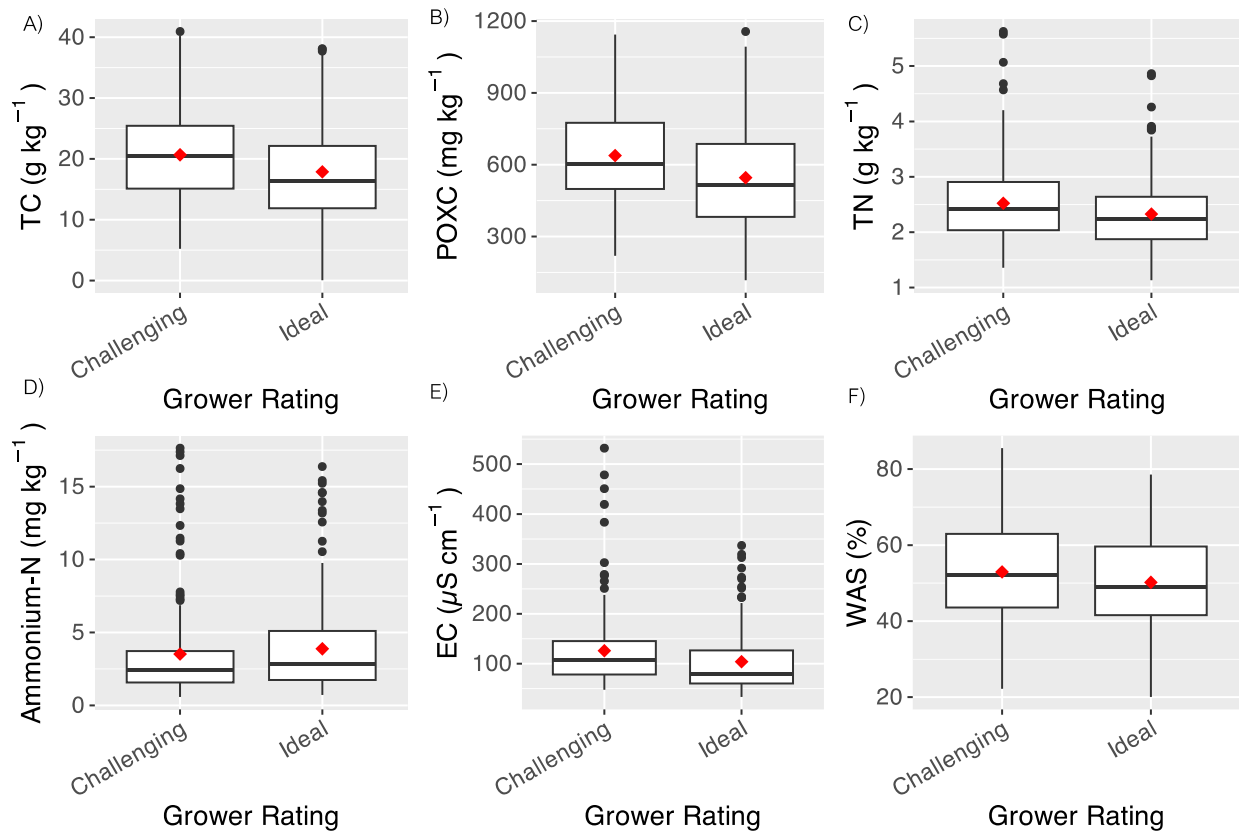 A)
TC (g kg⁻¹)
40
30
20
10
0
Challenging
Ideal
Grower Rating
B)
POXC (mg kg⁻¹)
1200
900
600
300
Challenging
Ideal
Grower Rating
C)
TN (g kg⁻¹)
5
4
3
2
1
Challenging
Ideal
Grower Rating
D)
Ammonium-N (mg kg⁻¹)
15
10
5
0
Challenging
Ideal
Grower Rating
E)
EC (µS cm⁻¹)
500
400
300
200
100
Challenging
Ideal
Grower Rating
F)
WAS (%)
80
60
40
20
Challenging
Ideal
Grower Rating